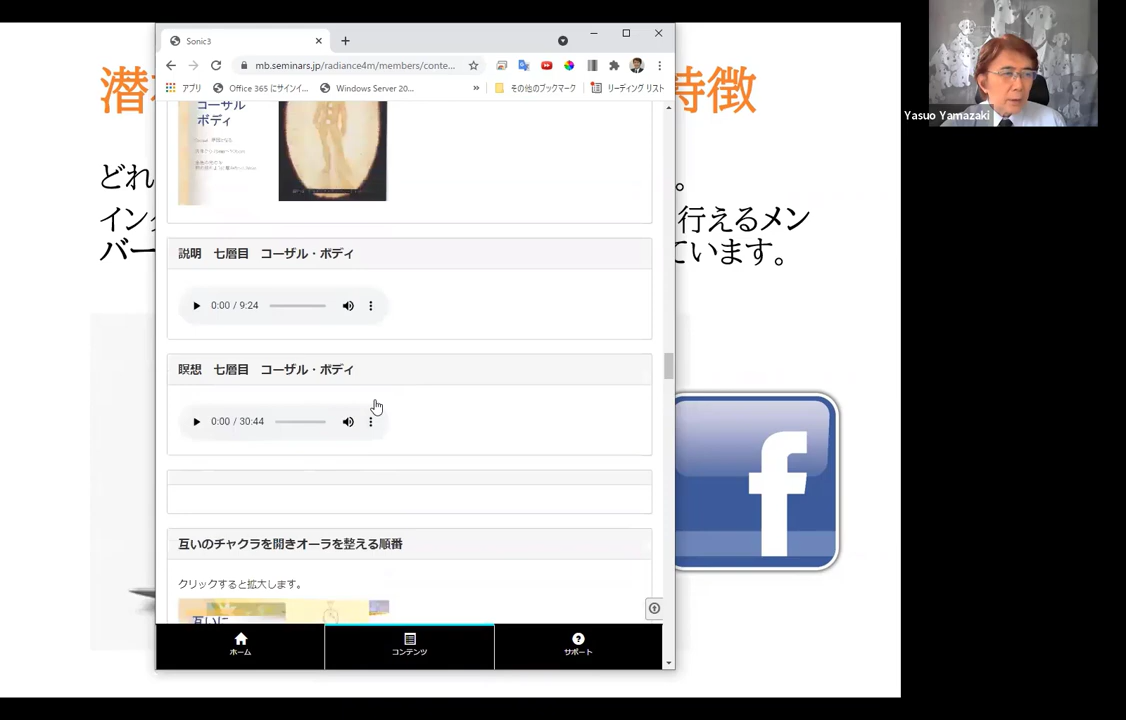 Sonic3
mb.seminars.jp/radiance4m/members/conte...
アプリ
Office 365 にサインイ...
Windows Server 20...
»
その他のブックマーク
リーディング リスト
潜
特徴
Yasuo Yamazaki
コーザル
ボディ
どれ
。
イン
行えるメン
バー
ています。
説明 七層目 コーザル・ボディ
0:00 / 9:24
瞑想 七層目 コーザル・ボディ
0:00 / 30:44
f
互いのチャクラを開きオーラを整える順番
クリックすると拡大します。
互いに
ホーム
コンテンツ
サポート